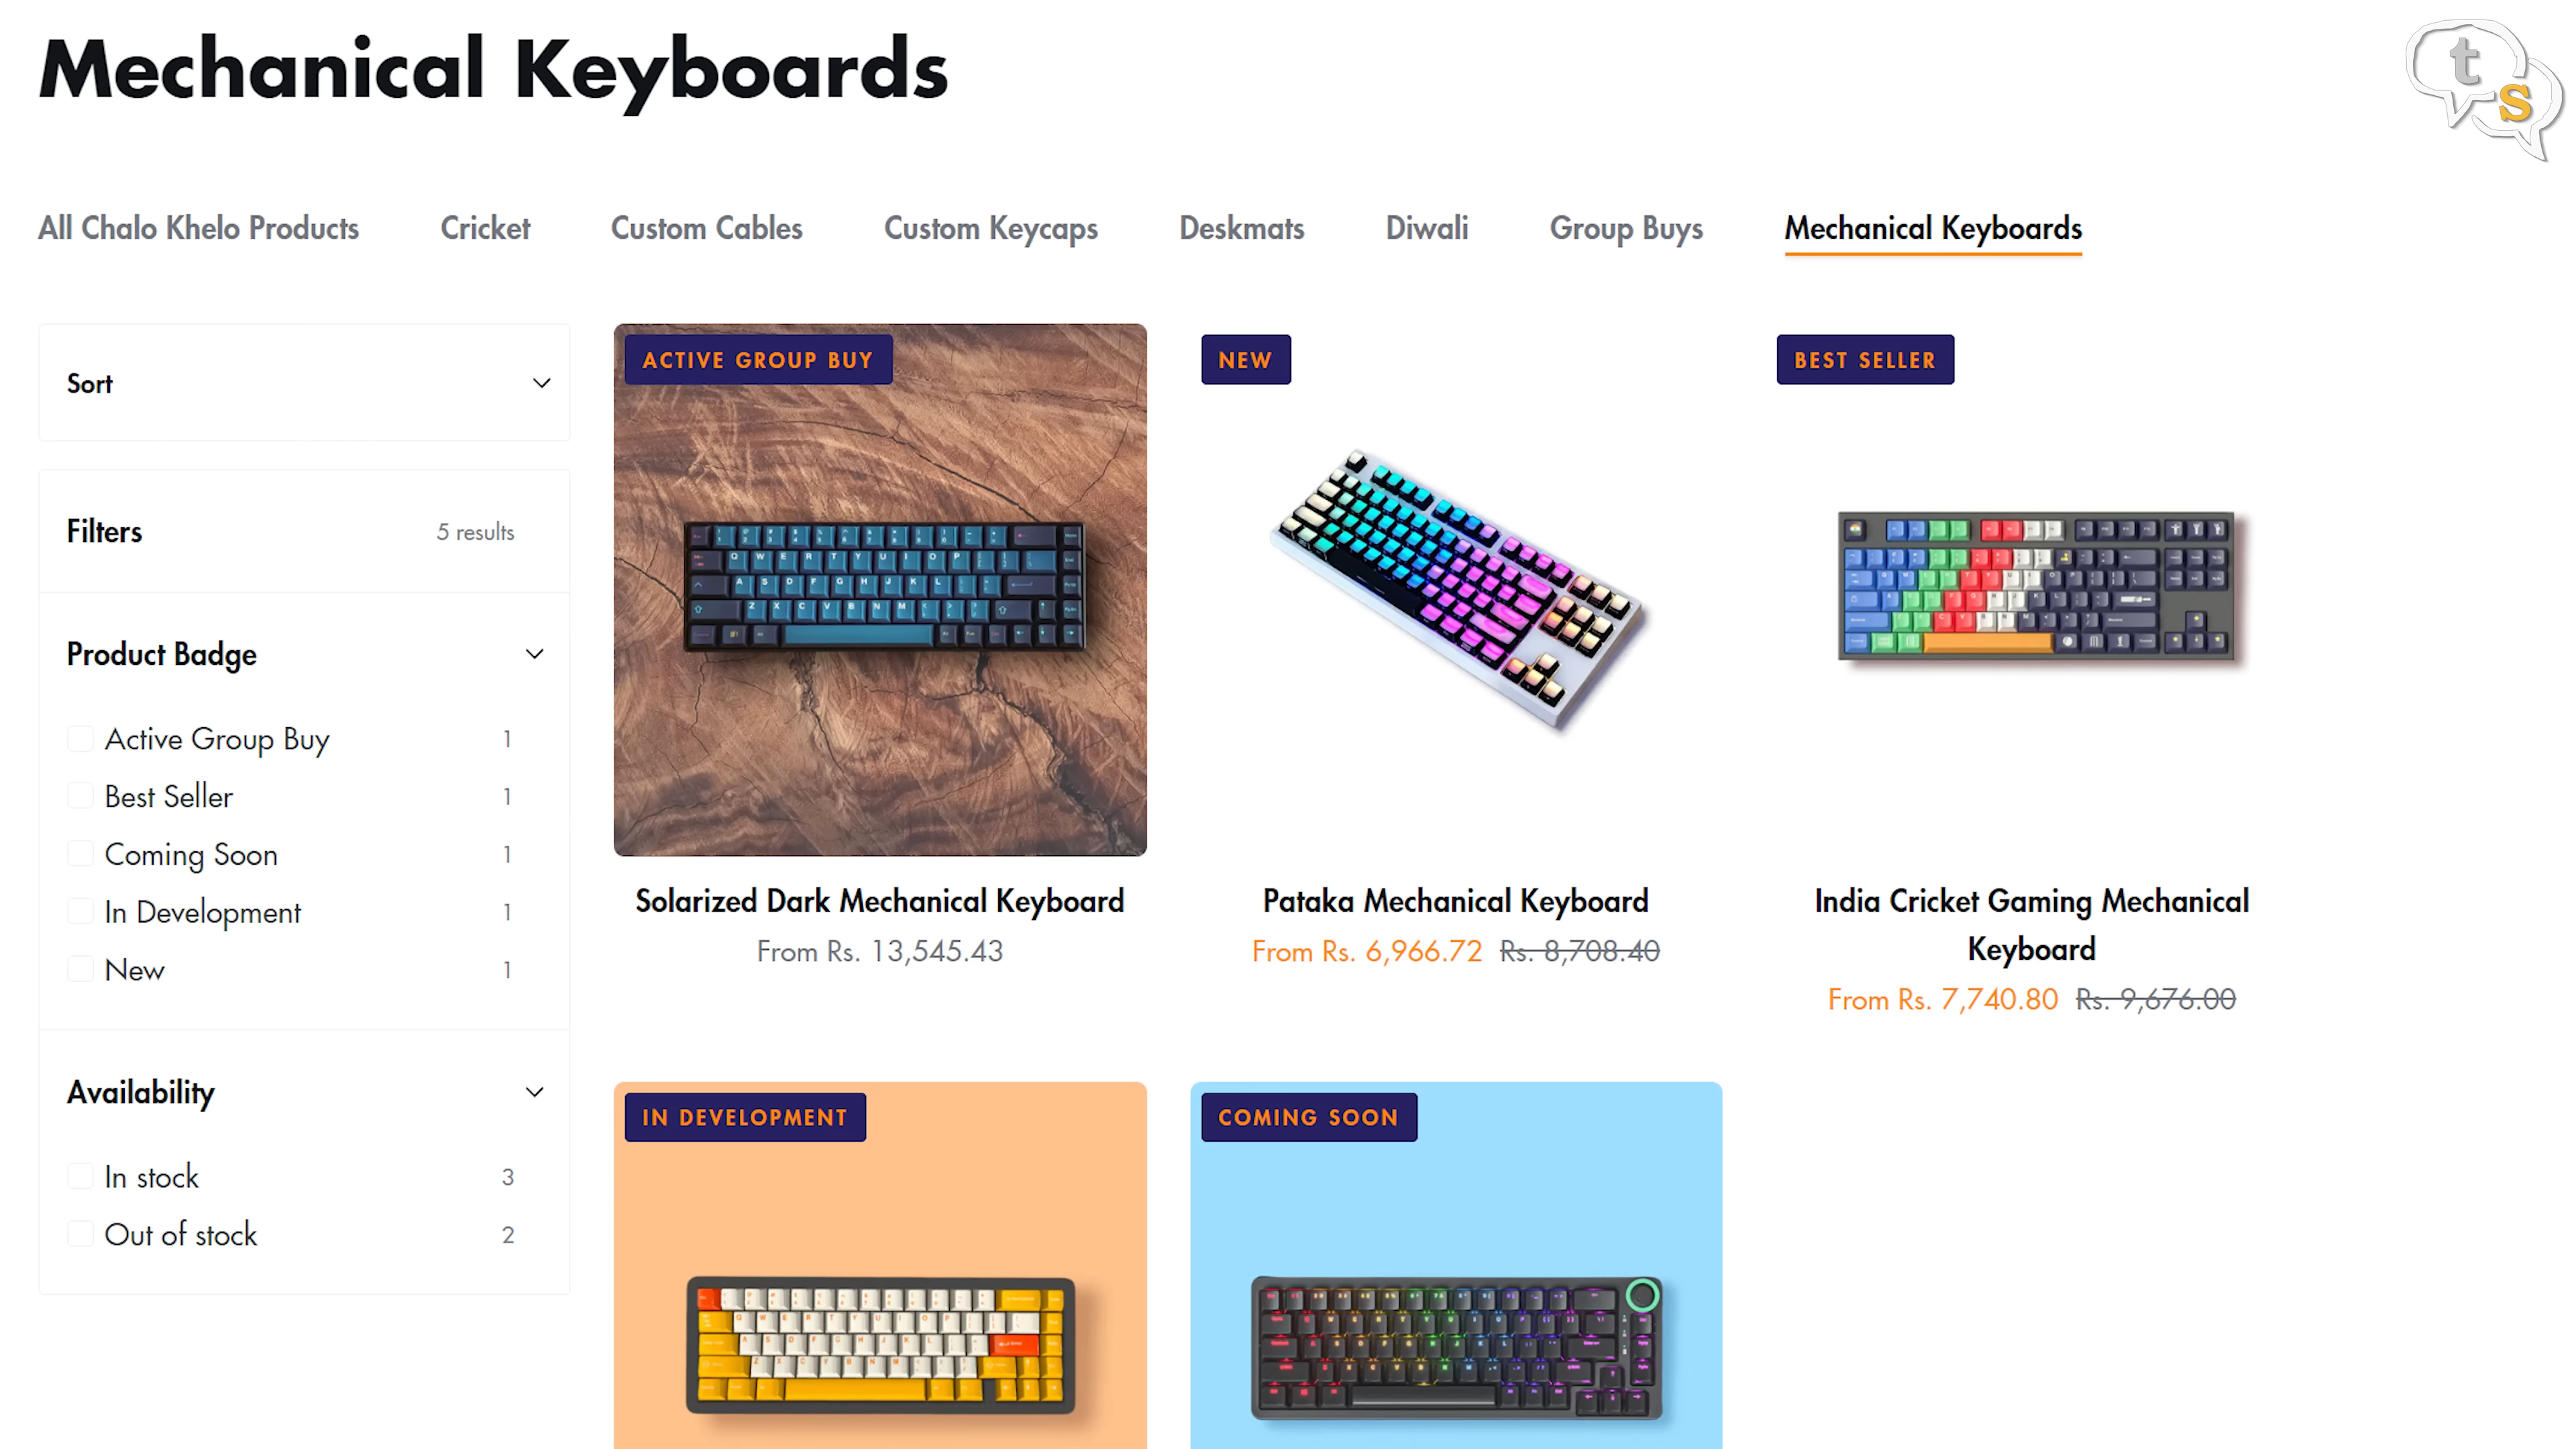 Mechanical Keyboards
t
s
All Chalo Khelo Products
Cricket
Custom Cables
Custom Keycaps
Deskmats
Diwali
Group Buys
Mechanical Keyboards
Sort
Filters
5 results
Product Badge
Active Group Buy 1
Best Seller 1
Coming Soon 1
In Development 1
New 1
Availability
In stock 3
Out of stock 2
ACTIVE GROUP BUY
Q W E R T Y U I O P
A S D F G H J K L
Z X C V B N M
Solarized Dark Mechanical Keyboard
From Rs. 13,545.43
NEW
Pataka Mechanical Keyboard
From Rs. 6,966.72 Rs. 8,708.40
BEST SELLER
India Cricket Gaming Mechanical
Keyboard
From Rs. 7,740.80 Rs. 9,676.00
IN DEVELOPMENT
Q W E R T Y U I O P
A S D F G H J K L
Z X C V B N M
COMING SOON